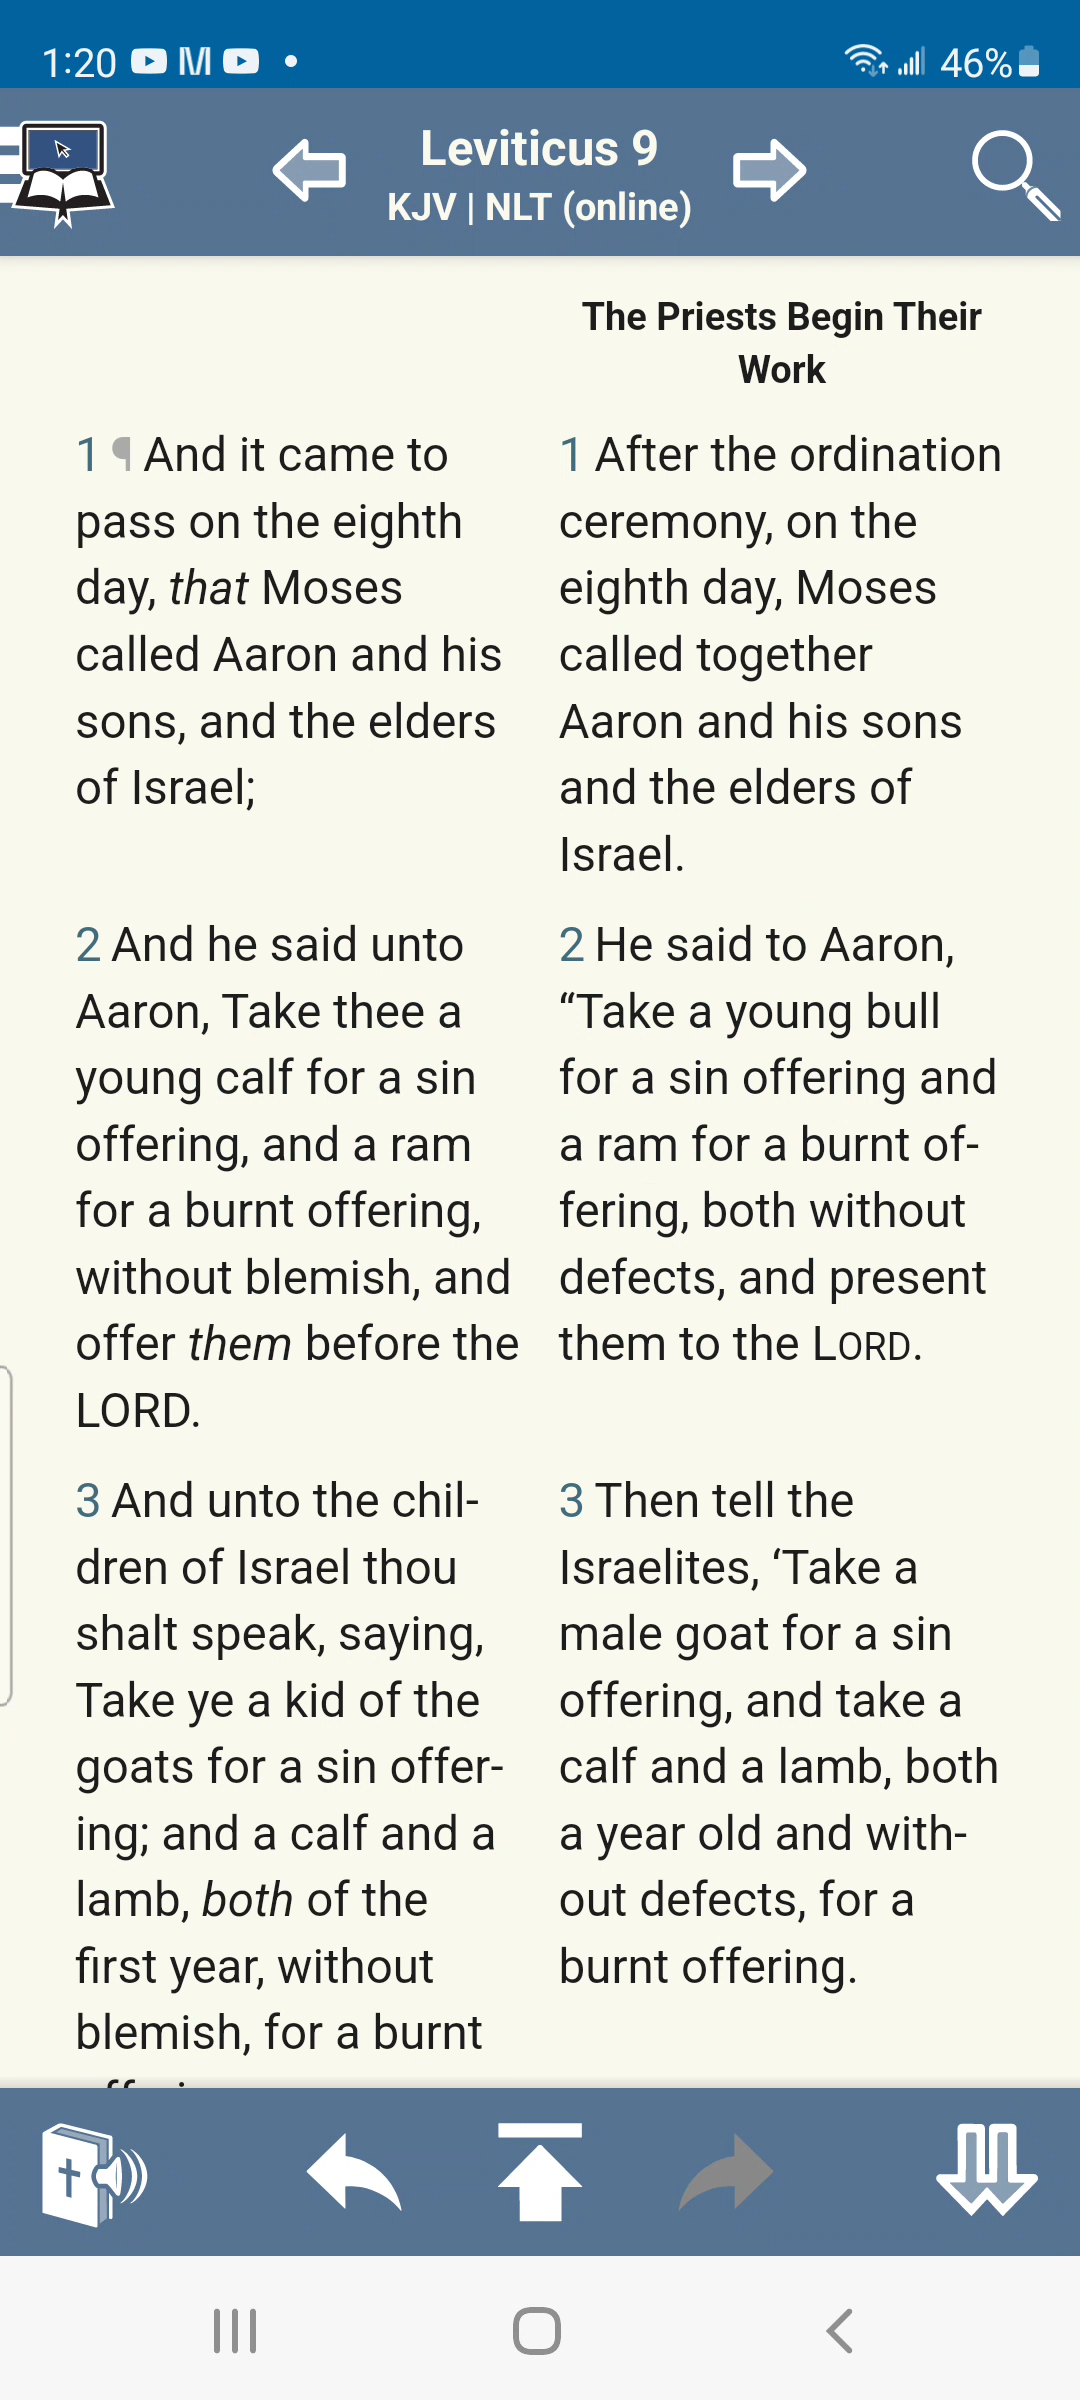 1:20
46%
Leviticus 9
KJV | NLT (online)
The Priests Begin Their
Work
1 ¶ And it came to
pass on the eighth
day, that Moses
called Aaron and his
sons, and the elders
of Israel;
1 After the ordination
ceremony, on the
eighth day, Moses
called together
Aaron and his sons
and the elders of
Israel.
2 And he said unto
Aaron, Take thee a
young calf for a sin
offering, and a ram
for a burnt offering,
without blemish, and
offer them before the
LORD.
2 He said to Aaron,
“Take a young bull
for a sin offering and
a ram for a burnt of-
fering, both without
defects, and present
them to the LORD.
3 And unto the chil-
dren of Israel thou
shalt speak, saying,
Take ye a kid of the
goats for a sin offer-
ing; and a calf and a
lamb, both of the
first year, without
blemish, for a burnt
3 Then tell the
Israelites, ‘Take a
male goat for a sin
offering, and take a
calf and a lamb, both
a year old and with-
out defects, for a
burnt offering.